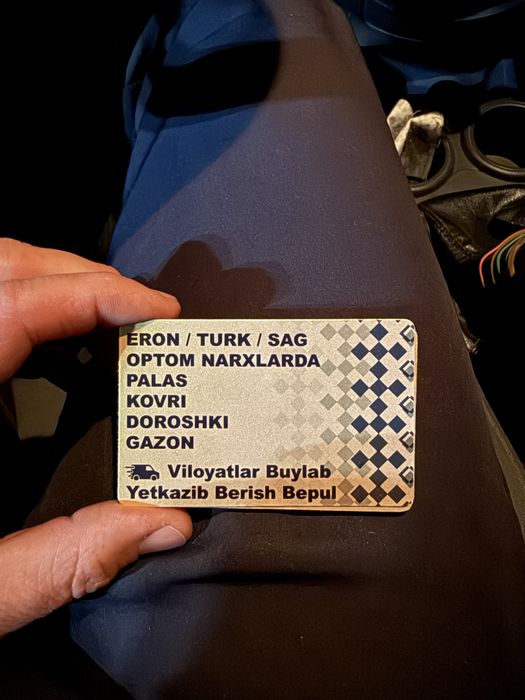 ERON / TURK / SAG
OPTOM NARXLARDA
PALAS
KOVRI
DOROSHKI
GAZON
Viloyatlar Buylab
Yetkazib Berish Bepul